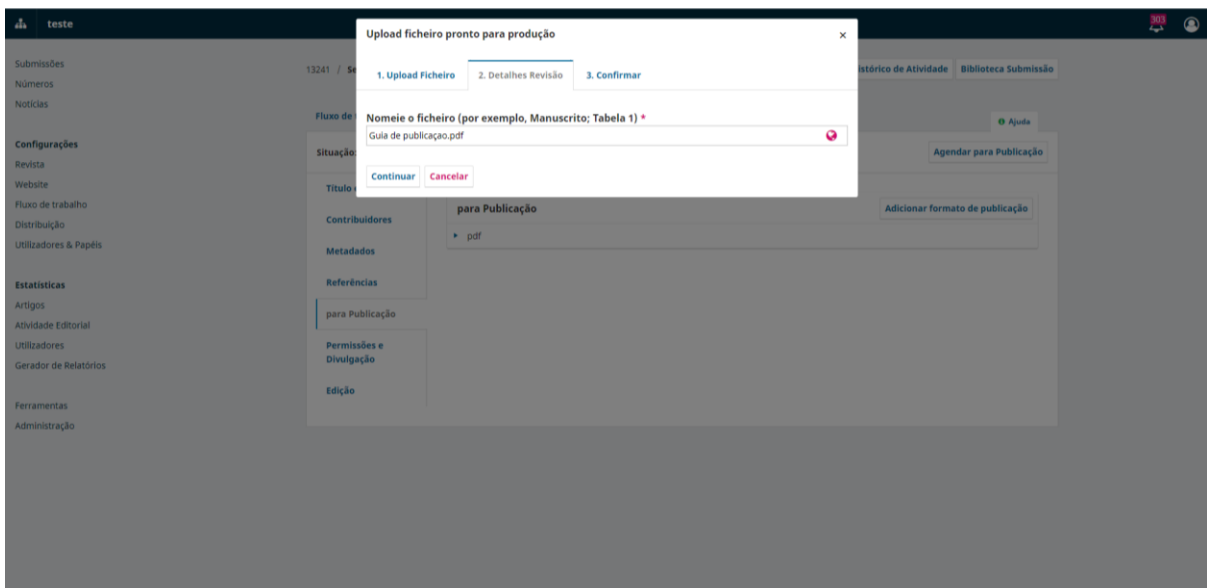 teste
303
Upload ficheiro pronto para produção
×
1. Upload Ficheiro
2. Detalhes Revisão
3. Confirmar
Nomeie o ficheiro (por exemplo, Manuscrito; Tabela 1) *
Guia de publicaçao.pdf
Continuar
Cancelar
Submissões
Números
Notícias
Configurações
Revista
Website
Fluxo de trabalho
Distribuição
Utilizadores & Papéis
Estatísticas
Artigos
Atividade Editorial
Utilizadores
Gerador de Relatórios
Ferramentas
Administração
13241 / Se
istórico de Atividade
Biblioteca Submissão
Fluxo de
Ajuda
Situação
Agendar para Publicação
Título
Contribuidores
Metadados
Referências
para Publicação
Permissões e
Divulgação
Edição
para Publicação
Adicionar formato de publicação
pdf